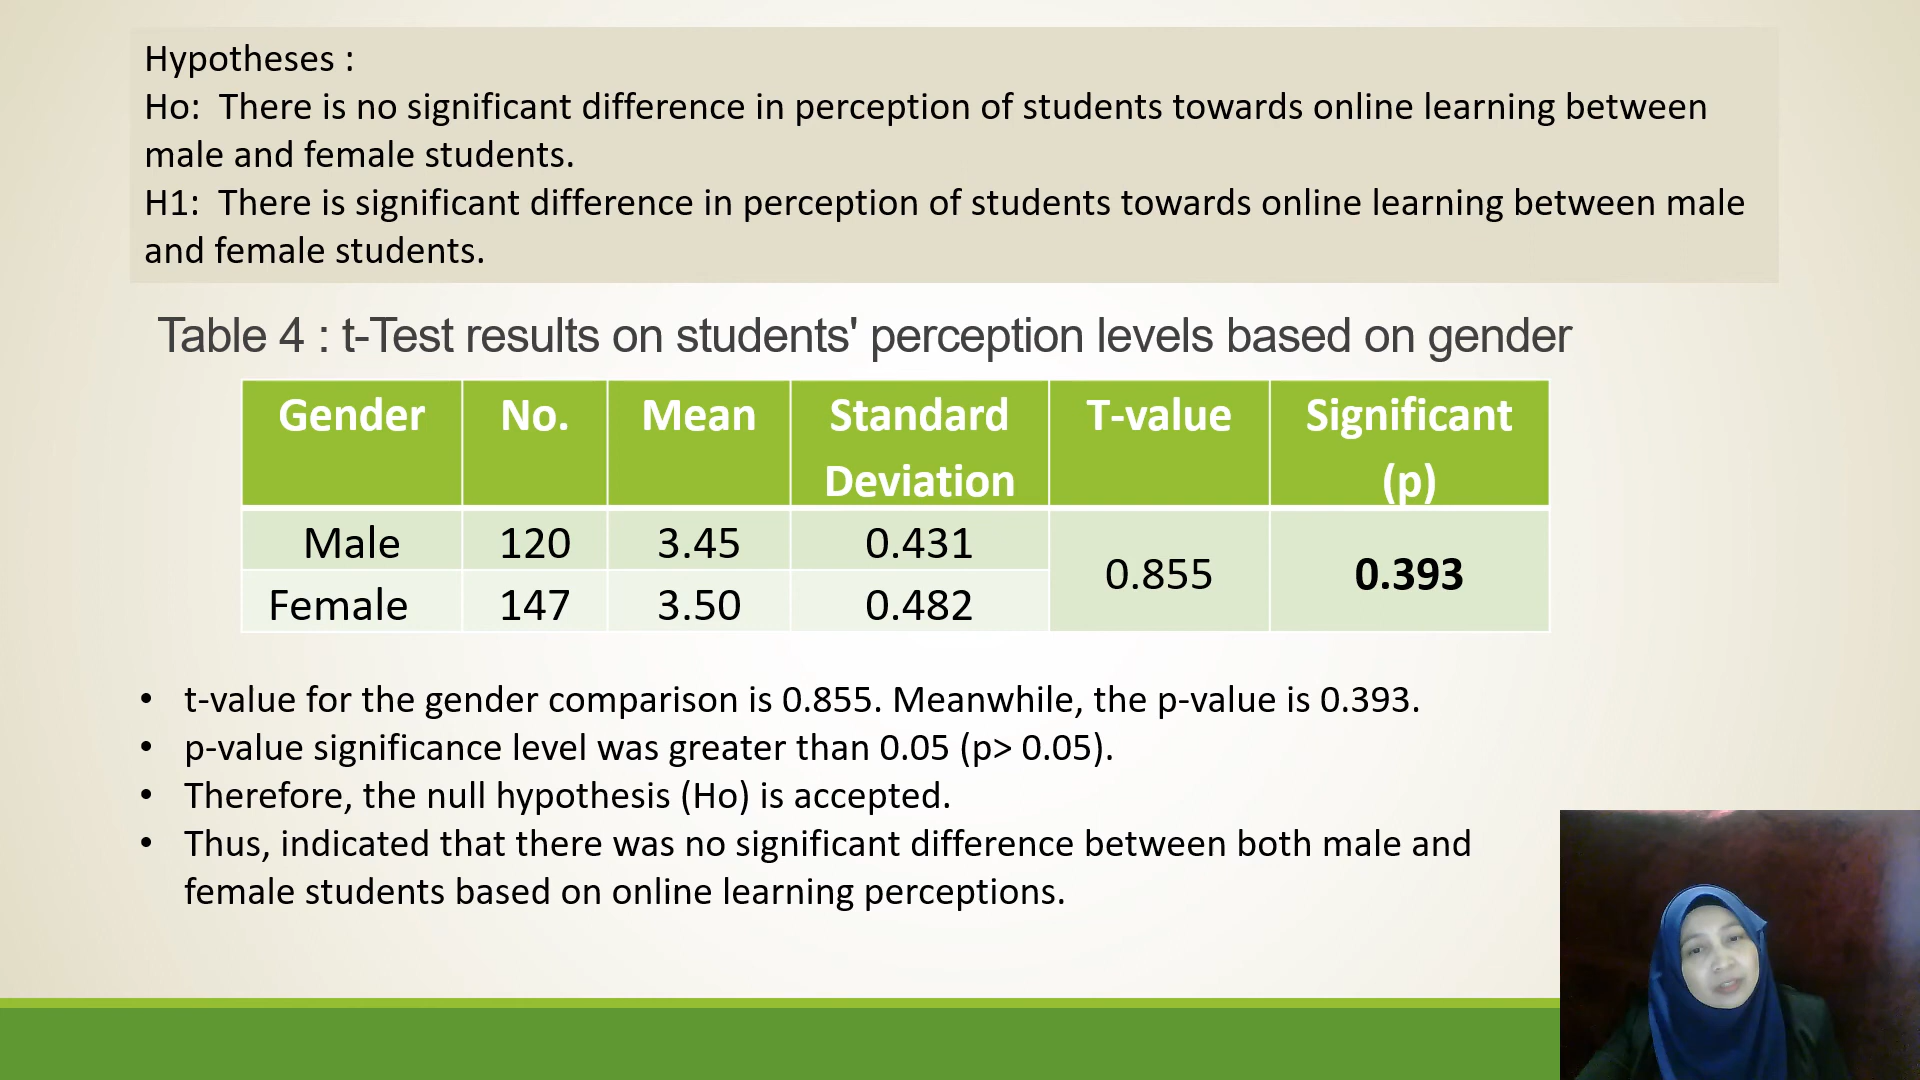 Hypotheses :
Ho: There is no significant difference in perception of students towards online learning between
male and female students.
H1: There is significant difference in perception of students towards online learning between male
and female students.
Table 4 : t-Test results on students' perception levels based on gender
Gender No. Mean Standard Deviation T-value Significant (p)
Male 120 3.45 0.431 0.855 0.393
Female 147 3.50 0.482
• t-value for the gender comparison is 0.855. Meanwhile, the p-value is 0.393.
• p-value significance level was greater than 0.05 (p> 0.05).
• Therefore, the null hypothesis (Ho) is accepted.
• Thus, indicated that there was no significant difference between both male and
female students based on online learning perceptions.